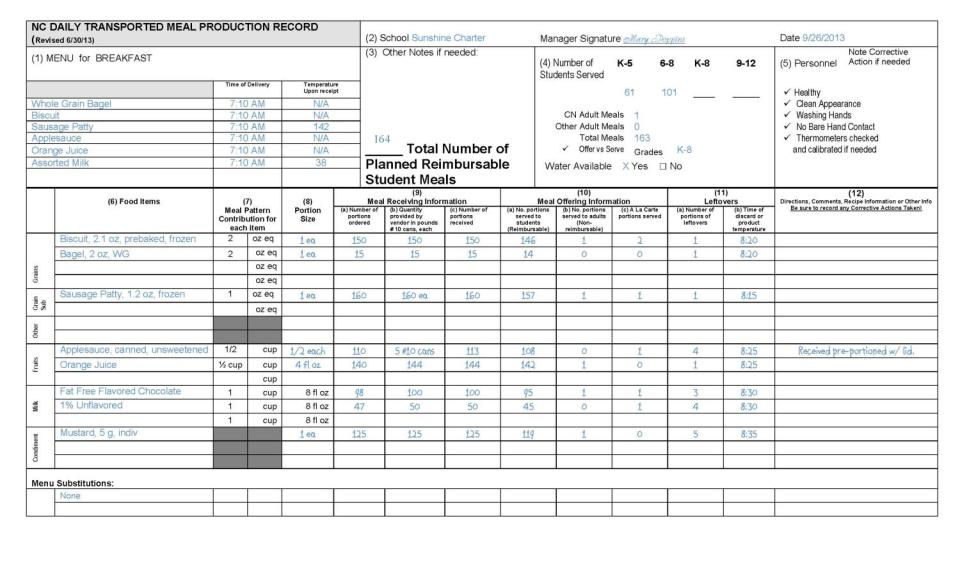 NC DAILY TRANSPORTED MEAL PRODUCTION RECORD
(Revised 6/30/13)
(2) School Sunshine Charter Manager Signature Date 9/26/2013
(1) MENU for BREAKFAST
Time of Delivery Temperature Upon receipt
Whole Grain Bagel 7:10 AM N/A
Biscuit 7:10 AM N/A
Sausage Patty 7:10 AM 142
Applesauce 7:10 AM N/A
Orange Juice 7:10 AM N/A
Assorted Milk 7:10 AM 38
(3) Other Notes if needed:
164 Total Number of
Planned Reimbursable
Student Meals
(4) Number of Students Served K-5 6-8 K-8 9-12
61 101
CN Adult Meals 1
Other Adult Meals 0
Total Meals 163
✓ Offer vs Serve Grades K-8
Water Available X Yes ☐ No
(5) Personnel Note Corrective Action if needed
✓ Healthy
✓ Clean Appearance
✓ Washing Hands
✓ No Bare Hand Contact
✓ Thermometers checked
and calibrated if needed
(6) Food Items
(7) Meal Pattern Contribution for each item
(8) Portion Size
(9) Meal Receiving Information
(a) Number of portions ordered
(b) Quantity provided by vendor in pounds # 10 cans, each
(c) Number of portions received
(10) Meal Offering Information
(a) No. portions served to students (Reimbursable)
(b) No. portions served to adults (Non-reimbursable)
(c) A La Carte portions served
(11) Leftovers
(a) Number of portions of leftovers
(b) Time of discard or product temperature
(12)
Directions, Comments, Recipe Information or Other Info
Be sure to record any Corrective Actions Taken!
Grains
Biscuit, 2.1 oz, prebaked, frozen 2 oz eq 1 ea 150 150 150 146 1 2 1 8:20
Bagel, 2 oz, WG 2 oz eq 1 ea 15 15 15 14 0 0 1 8:20
oz eq
oz eq
Grain Sub
Sausage Patty, 1.2 oz, frozen 1 oz eq 1 ea 160 160 ea 160 157 1 1 1 8:15
oz eq
Other
Fruits
Applesauce, canned, unsweetened 1/2 cup 1/2 each 110 5 #10 cans 113 108 0 1 4 8:25 Received pre-portioned w/ lid.
Orange Juice ½ cup cup 4 fl oz 140 144 144 142 1 0 1 8:25
cup
Milk
Fat Free Flavored Chocolate 1 cup 8 fl oz 98 100 100 95 1 1 3 8:30
1% Unflavored 1 cup 8 fl oz 47 50 50 45 0 1 4 8:30
1 cup 8 fl oz
Condiment
Mustard, 5 g, indiv 1 ea 125 125 125 119 1 0 5 8:35
Menu Substitutions:
None